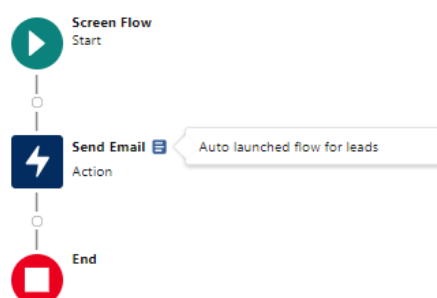 Screen Flow
Start
Send Email
Auto launched flow for leads
Action
End